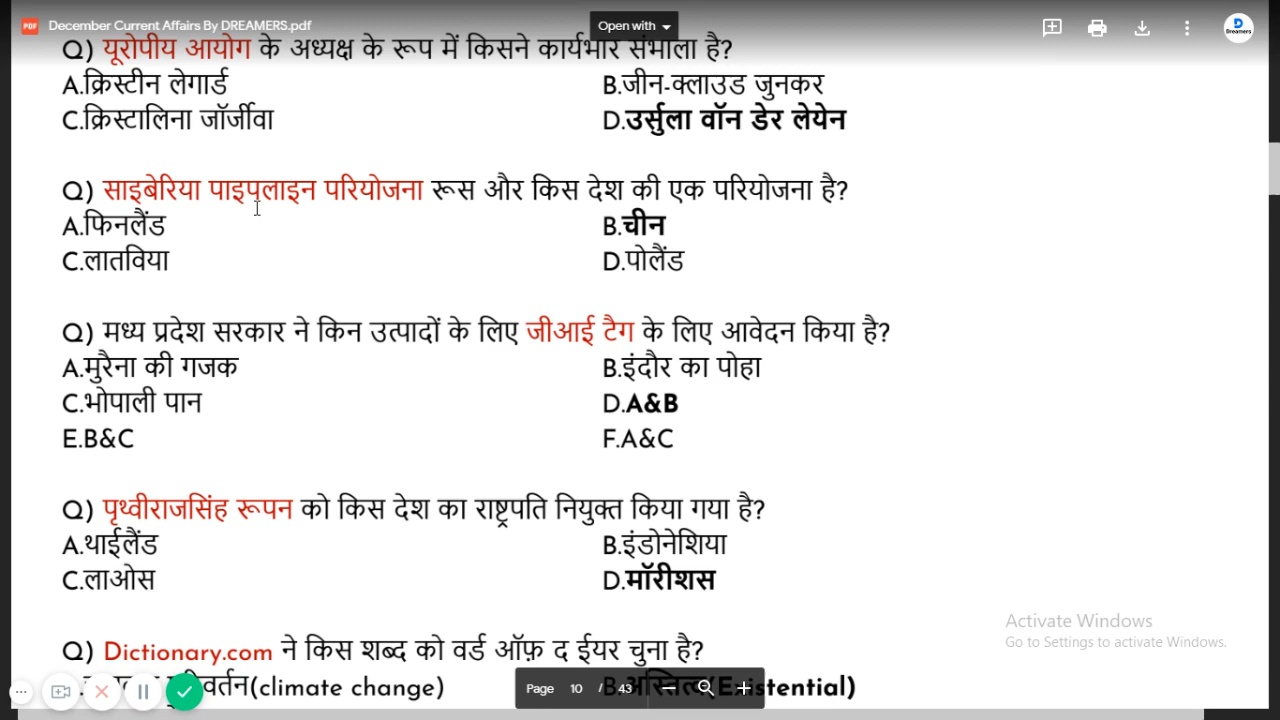 December Current Affairs By DREAMERS.pdf
Open with
Dreamers
Q) यूरोपीय आयोग के अध्यक्ष के रूप में किसने कार्यभार संभाला है?
A.क्रिस्टीन लेगार्ड B.जीन-क्लाउड जुनकर
C.क्रिस्टालिना जॉर्जीवा D.उर्सुला वॉन डेर लेयेन
Q) साइबेरिया पाइपलाइन परियोजना रूस और किस देश की एक परियोजना है?
A.फिनलैंड B.चीन
C.लातविया D.पोलैंड
Q) मध्य प्रदेश सरकार ने किन उत्पादों के लिए जीआई टैग के लिए आवेदन किया है?
A.मुरैना की गजक B.इंदौर का पोहा
C.भोपाली पान D.A&B
E.B&C F.A&C
Q) पृथ्वीराजसिंह रूपन को किस देश का राष्ट्रपति नियुक्त किया गया है?
A.थाईलैंड B.इंडोनेशिया
C.लाओस D.मॉरीशस
Activate Windows
Go to Settings to activate Windows.
Q) Dictionary.com ने किस शब्द को वर्ड ऑफ़ द ईयर चुना है?
(climate change) B.अस्तित्व(Existential)
Page 10 / 43